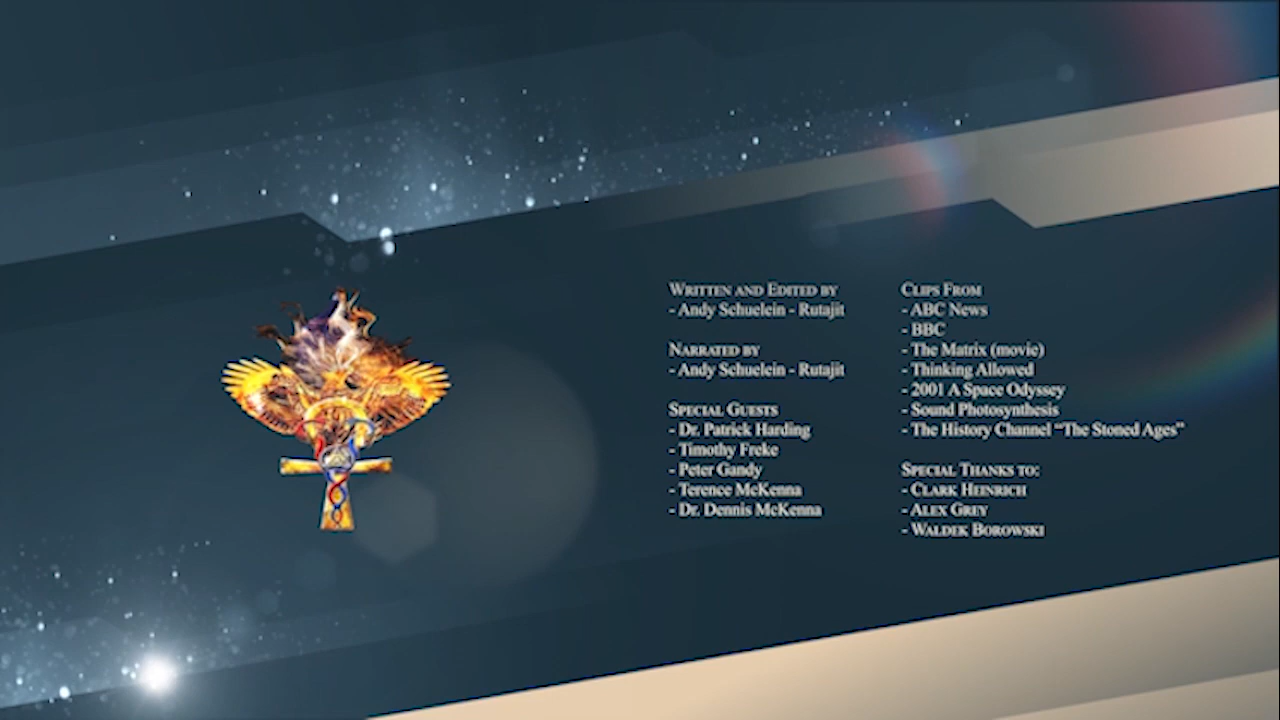 Written and Edited by
- Andy Schuelein - Rutajit
Narrated by
- Andy Schuelein - Rutajit
Special Guests
- Dr. Patrick Harding
- Timothy Freke
- Peter Gandy
- Terence McKenna
- Dr. Dennis McKenna
Clips From
- ABC News
- BBC
- The Matrix (movie)
- Thinking Allowed
- 2001 A Space Odyssey
- Sound Photosynthesis
- The History Channel “The Stoned Ages”
Special Thanks to:
- Clark Heinrich
- Alex Grey
- Waldek Borowski